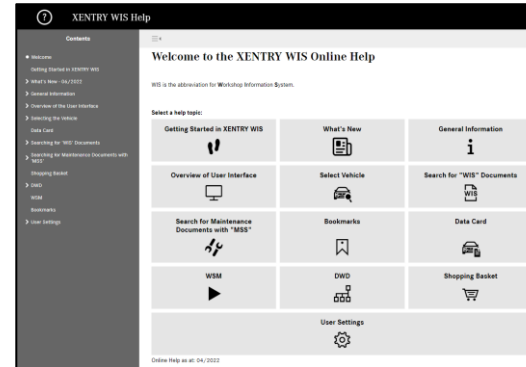 ? XENTRY WIS Help
Contents
Welcome
Getting Started in XENTRY WIS
What's New - 04/2022
General Information
Overview of the User Interface
Selecting the Vehicle
Data Card
Searching for "WIS" Documents
Searching for Maintenance Documents with
"MSS"
Shopping Basket
DWD
WSM
Bookmarks
User Settings
Welcome to the XENTRY WIS Online Help
WIS is the abbreviation for Workshop Information System.
Select a help topic:
Getting Started in XENTRY WIS
What's New
General Information
Overview of User Interface
Select Vehicle
Search for "WIS" Documents
WIS
Search for Maintenance
Documents with "MSS"
Bookmarks
Data Card
WSM
DWD
Shopping Basket
User Settings
Online Help as at: 04/2022